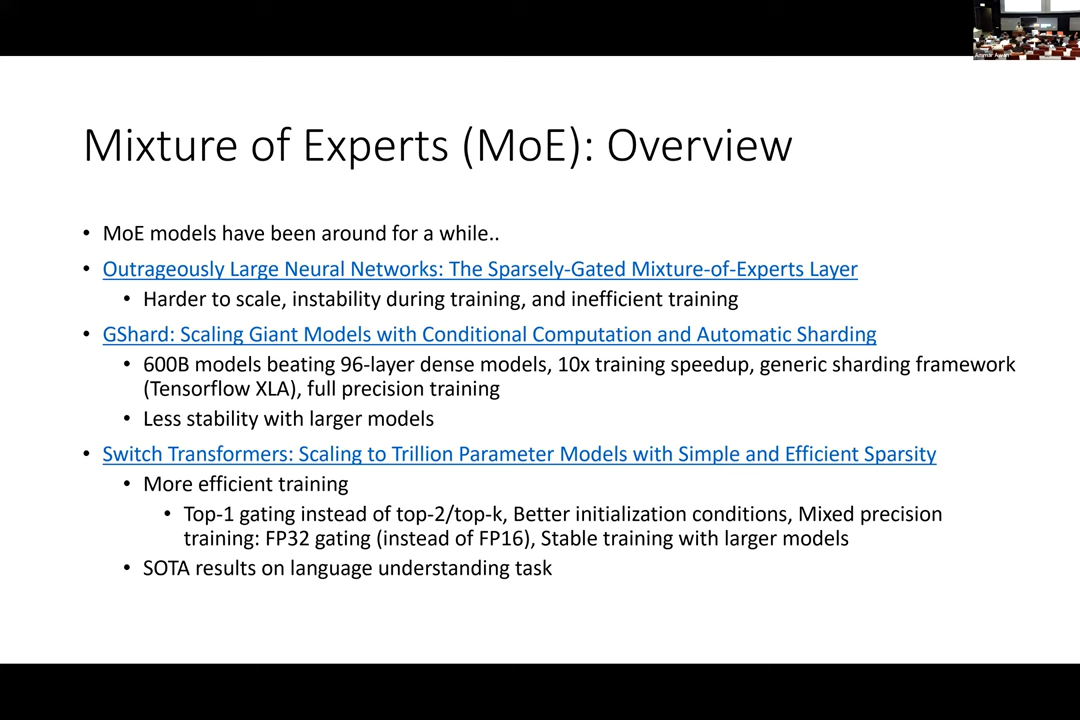 Ammar Awan
Mixture of Experts (MoE): Overview
• MoE models have been around for a while..
• Outrageously Large Neural Networks: The Sparsely-Gated Mixture-of-Experts Layer
• Harder to scale, instability during training, and inefficient training
• GShard: Scaling Giant Models with Conditional Computation and Automatic Sharding
• 600B models beating 96-layer dense models, 10x training speedup, generic sharding framework
(Tensorflow XLA), full precision training
• Less stability with larger models
• Switch Transformers: Scaling to Trillion Parameter Models with Simple and Efficient Sparsity
• More efficient training
• Top-1 gating instead of top-2/top-k, Better initialization conditions, Mixed precision
training: FP32 gating (instead of FP16), Stable training with larger models
• SOTA results on language understanding task